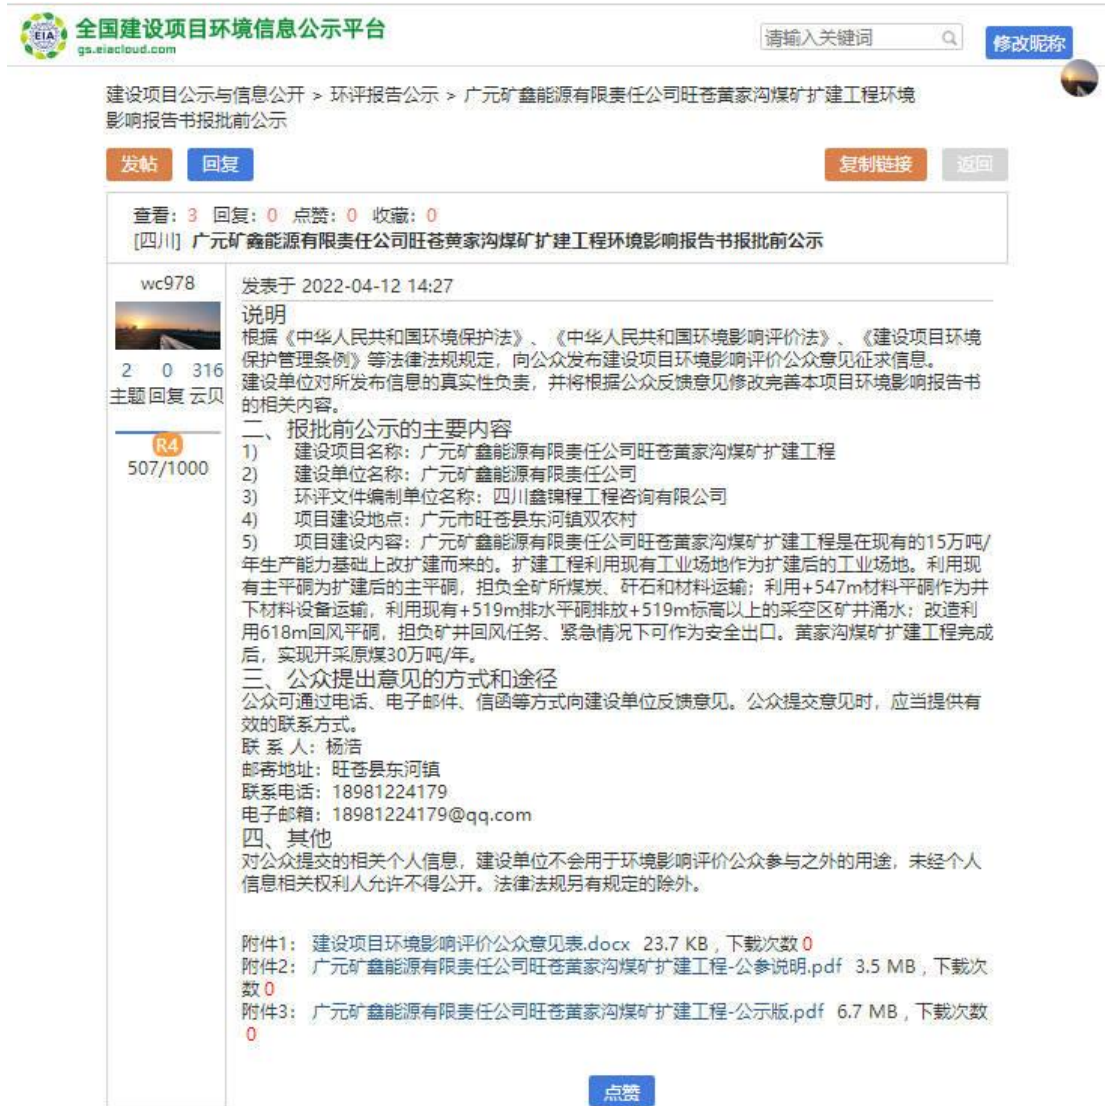 EIA
全国建设项目环境信息公示平台
gs.eiacloud.com
请输入关键词
修改昵称
建设项目公示与信息公开 > 环评报告公示 > 广元矿鑫能源有限责任公司旺苍黄家沟煤矿扩建工程环境
影响报告书报批前公示
发帖 回复 复制链接 返回
查看: 3 回复: 0 点赞: 0 收藏: 0
[四川] 广元矿鑫能源有限责任公司旺苍黄家沟煤矿扩建工程环境影响报告书报批前公示
wc978
2 0 316
主题 回复 云贝
R4
507/1000
发表于 2022-04-12 14:27
说明
根据《中华人民共和国环境保护法》、《中华人民共和国环境影响评价法》、《建设项目环境
保护管理条例》等法律法规规定，向公众发布建设项目环境影响评价公众意见征求信息。
建设单位对所发布信息的真实性负责，并将根据公众反馈意见修改完善本项目环境影响报告书
的相关内容。
二、报批前公示的主要内容
1) 建设项目名称：广元矿鑫能源有限责任公司旺苍黄家沟煤矿扩建工程
2) 建设单位名称：广元矿鑫能源有限责任公司
3) 环评文件编制单位名称：四川鑫锦程工程咨询有限公司
4) 项目建设地点：广元市旺苍县东河镇双农村
5) 项目建设内容：广元矿鑫能源有限责任公司旺苍黄家沟煤矿扩建工程是在现有的15万吨/
年生产能力基础上改扩建而来的。扩建工程利用现有工业场地作为扩建后的工业场地。利用现
有主平硐为扩建后的主平硐，担负全矿所煤炭、矸石和材料运输；利用+547m材料平硐作为井
下材料设备运输，利用现有+519m排水平硐排放+519m标高以上的采空区矿井涌水；改造利
用618m回风平硐，担负矿井回风任务、紧急情况下可作为安全出口。黄家沟煤矿扩建工程完成
后，实现开采原煤30万吨/年。
三、公众提出意见的方式和途径
公众可通过电话、电子邮件、信函等方式向建设单位反馈意见。公众提交意见时，应当提供有
效的联系方式。
联 系 人：杨浩
邮寄地址：旺苍县东河镇
联系电话：18981224179
电子邮箱：18981224179@qq.com
四、其他
对公众提交的相关个人信息，建设单位不会用于环境影响评价公众参与之外的用途，未经个人
信息相关权利人允许不得公开。法律法规另有规定的除外。
附件1： 建设项目环境影响评价公众意见表.docx 23.7 KB , 下载次数 0
附件2： 广元矿鑫能源有限责任公司旺苍黄家沟煤矿扩建工程-公参说明.pdf 3.5 MB , 下载次
数 0
附件3： 广元矿鑫能源有限责任公司旺苍黄家沟煤矿扩建工程-公示版.pdf 6.7 MB , 下载次数
0
点赞